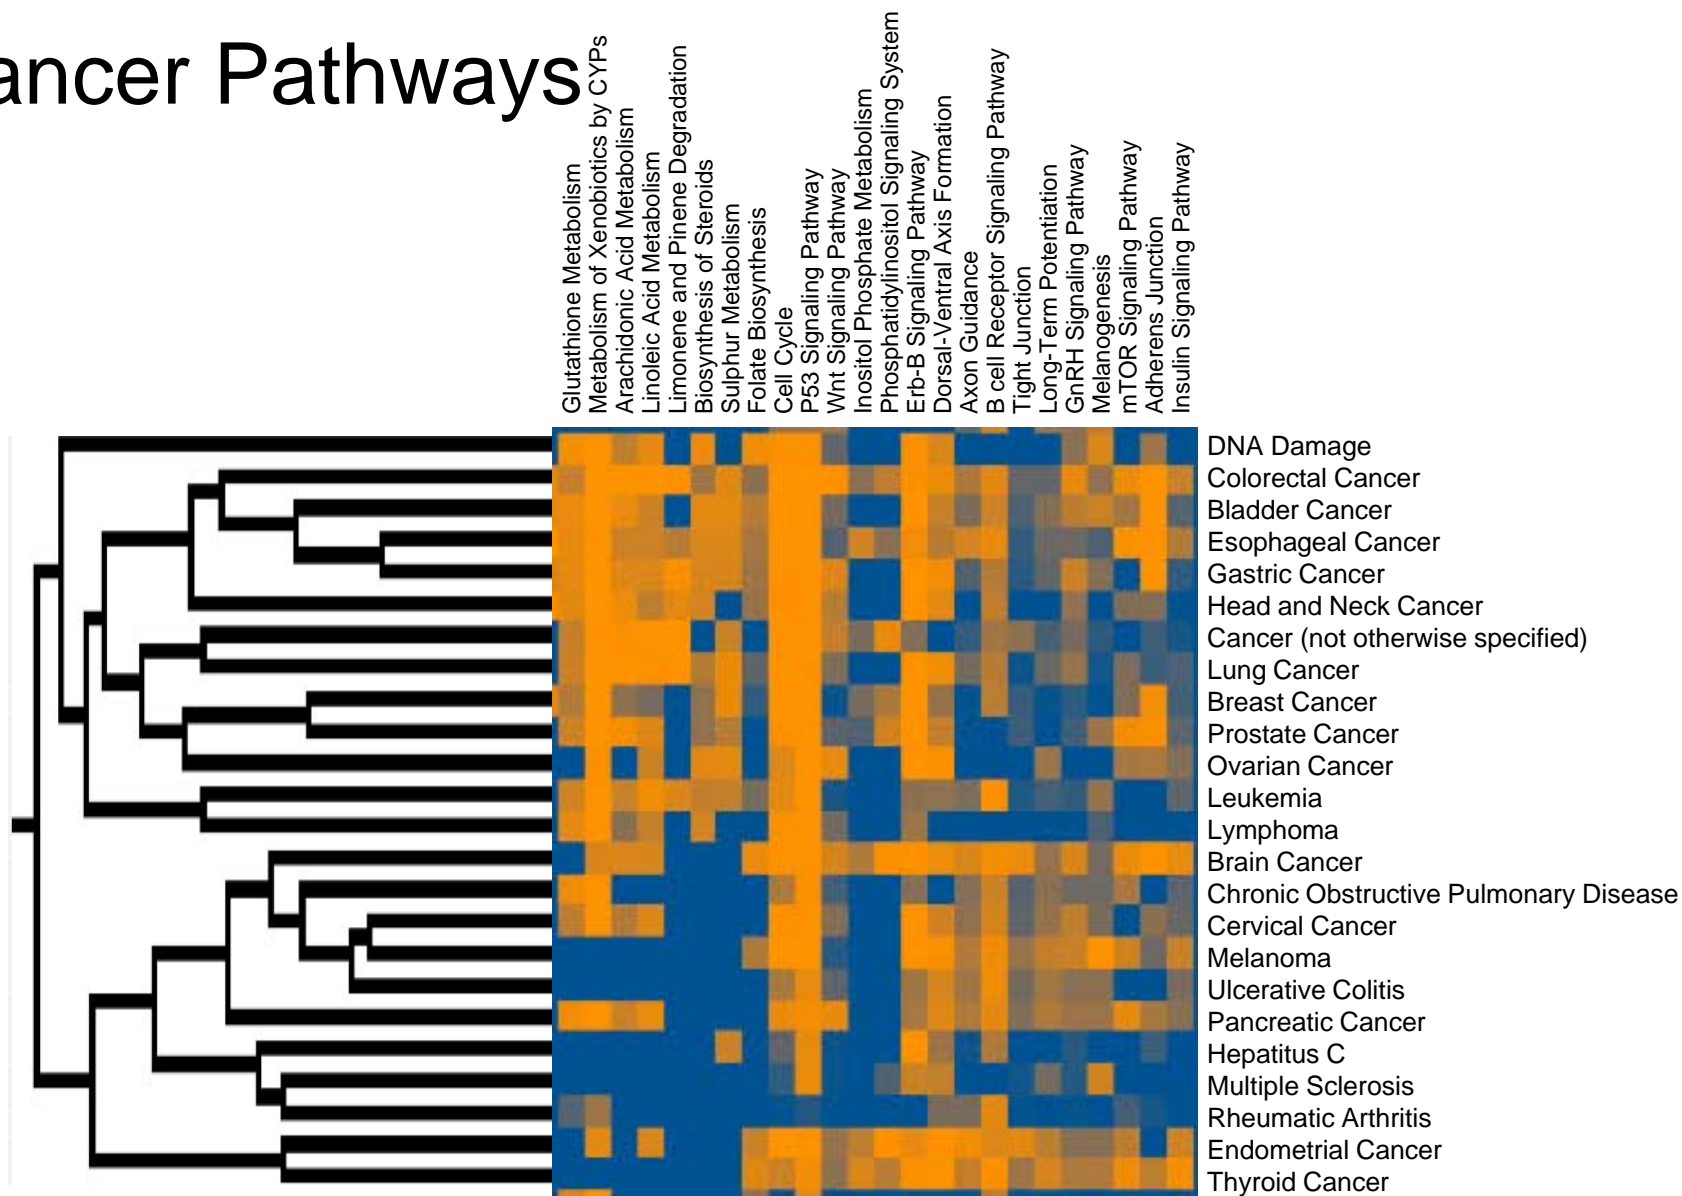 ancer Pathways
Glutathione Metabolism
Metabolism of Xenobiotics by CYPs
Arachidonic Acid Metabolism
Linoleic Acid Metabolism
Limonene and Pinene Degradation
Biosynthesis of Steroids
Sulphur Metabolism
Folate Biosynthesis
Cell Cycle
P53 Signaling Pathway
Wnt Signaling Pathway
Inositol Phosphate Metabolism
Phosphatidylinositol Signaling System
Erb-B Signaling Pathway
Dorsal-Ventral Axis Formation
Axon Guidance
B cell Receptor Signaling Pathway
Tight Junction
Long-Term Potentiation
GnRH Signaling Pathway
Melanogenesis
mTOR Signaling Pathway
Adherens Junction
Insulin Signaling Pathway
DNA Damage
Colorectal Cancer
Bladder Cancer
Esophageal Cancer
Gastric Cancer
Head and Neck Cancer
Cancer (not otherwise specified)
Lung Cancer
Breast Cancer
Prostate Cancer
Ovarian Cancer
Leukemia
Lymphoma
Brain Cancer
Chronic Obstructive Pulmonary Disease
Cervical Cancer
Melanoma
Ulcerative Colitis
Pancreatic Cancer
Hepatitus C
Multiple Sclerosis
Rheumatic Arthritis
Endometrial Cancer
Thyroid Cancer